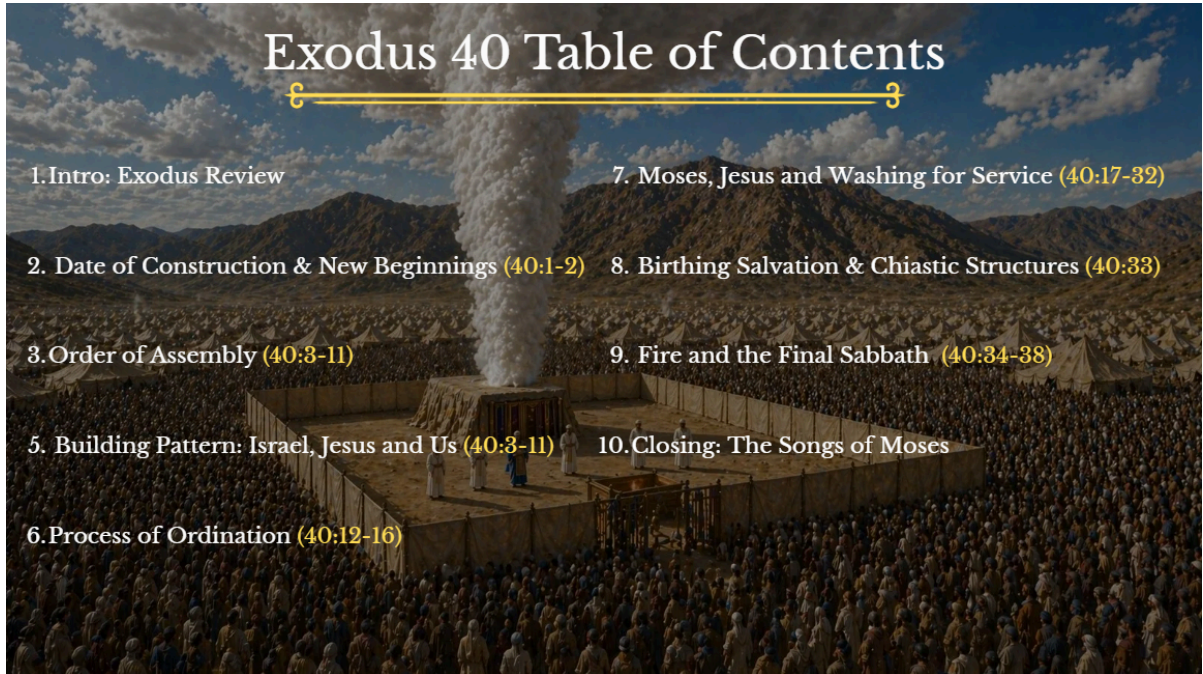 Exodus 40 Table of Contents
1. Intro: Exodus Review
2. Date of Construction & New Beginnings (40:1-2)
3. Order of Assembly (40:3-11)
5. Building Pattern: Israel, Jesus and Us (40:3-11)
6. Process of Ordination (40:12-16)
7. Moses, Jesus and Washing for Service (40:17-32)
8. Birthing Salvation & Chiastic Structures (40:33)
9. Fire and the Final Sabbath (40:34-38)
10. Closing: The Songs of Moses